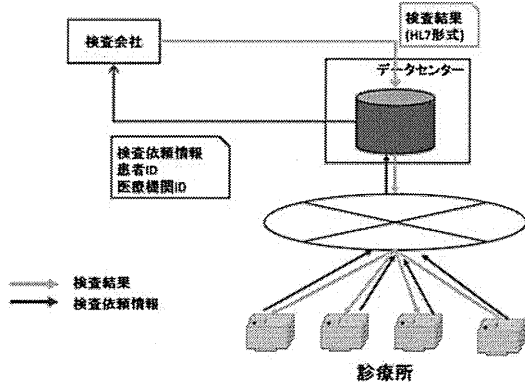 検査結果
(HL7形式)
検査会社
データセンター
検査依頼情報
患者ID
医療機関ID
検査結果
検査依頼情報
診療所